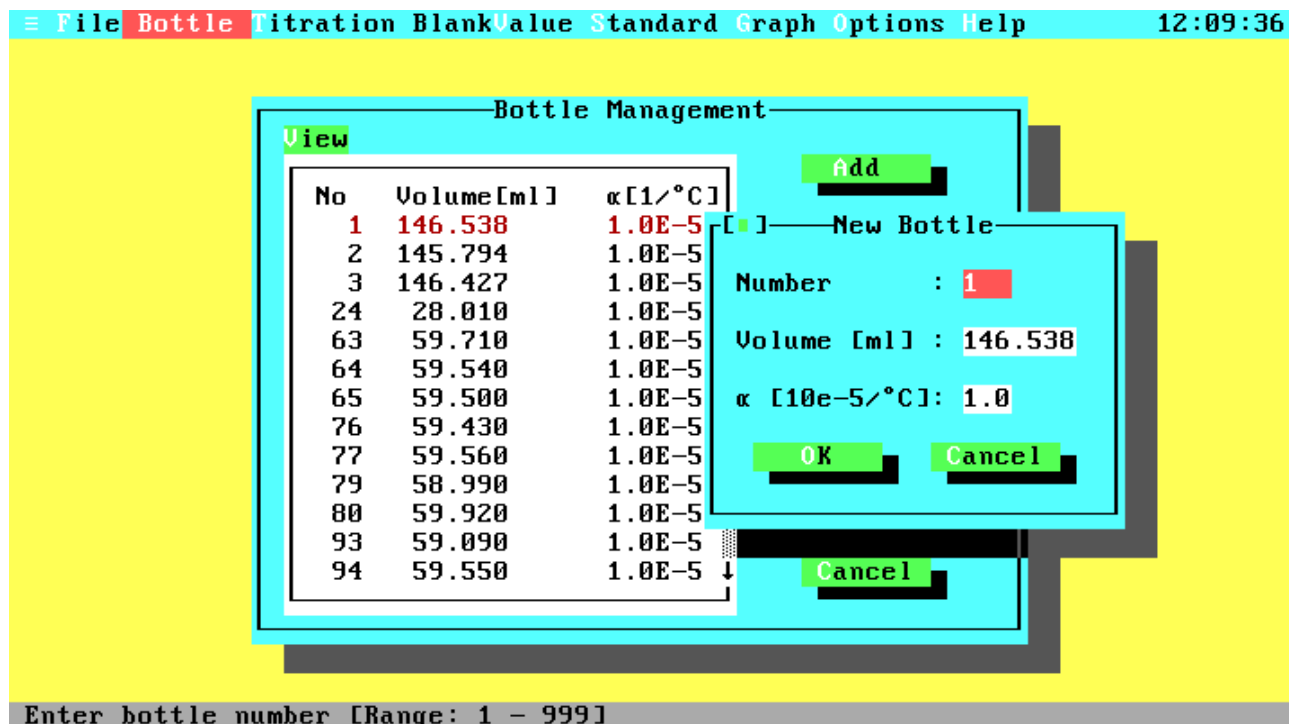 ≡ File Bottle Titration BlankValue Standard Graph Options Help 12:09:36
Bottle Management
View
Add
No Volume[ml] α[1/°C]
1 146.538 1.0E-5
2 145.794 1.0E-5
3 146.427 1.0E-5
24 28.010 1.0E-5
63 59.710 1.0E-5
64 59.540 1.0E-5
65 59.500 1.0E-5
76 59.430 1.0E-5
77 59.560 1.0E-5
79 58.990 1.0E-5
80 59.920 1.0E-5
93 59.090 1.0E-5
94 59.550 1.0E-5 ↓
[■] New Bottle
Number : 1
Volume [ml] : 146.538
α [10e-5/°C]: 1.0
OK Cancel
Cancel
Enter bottle number [Range: 1 - 999]